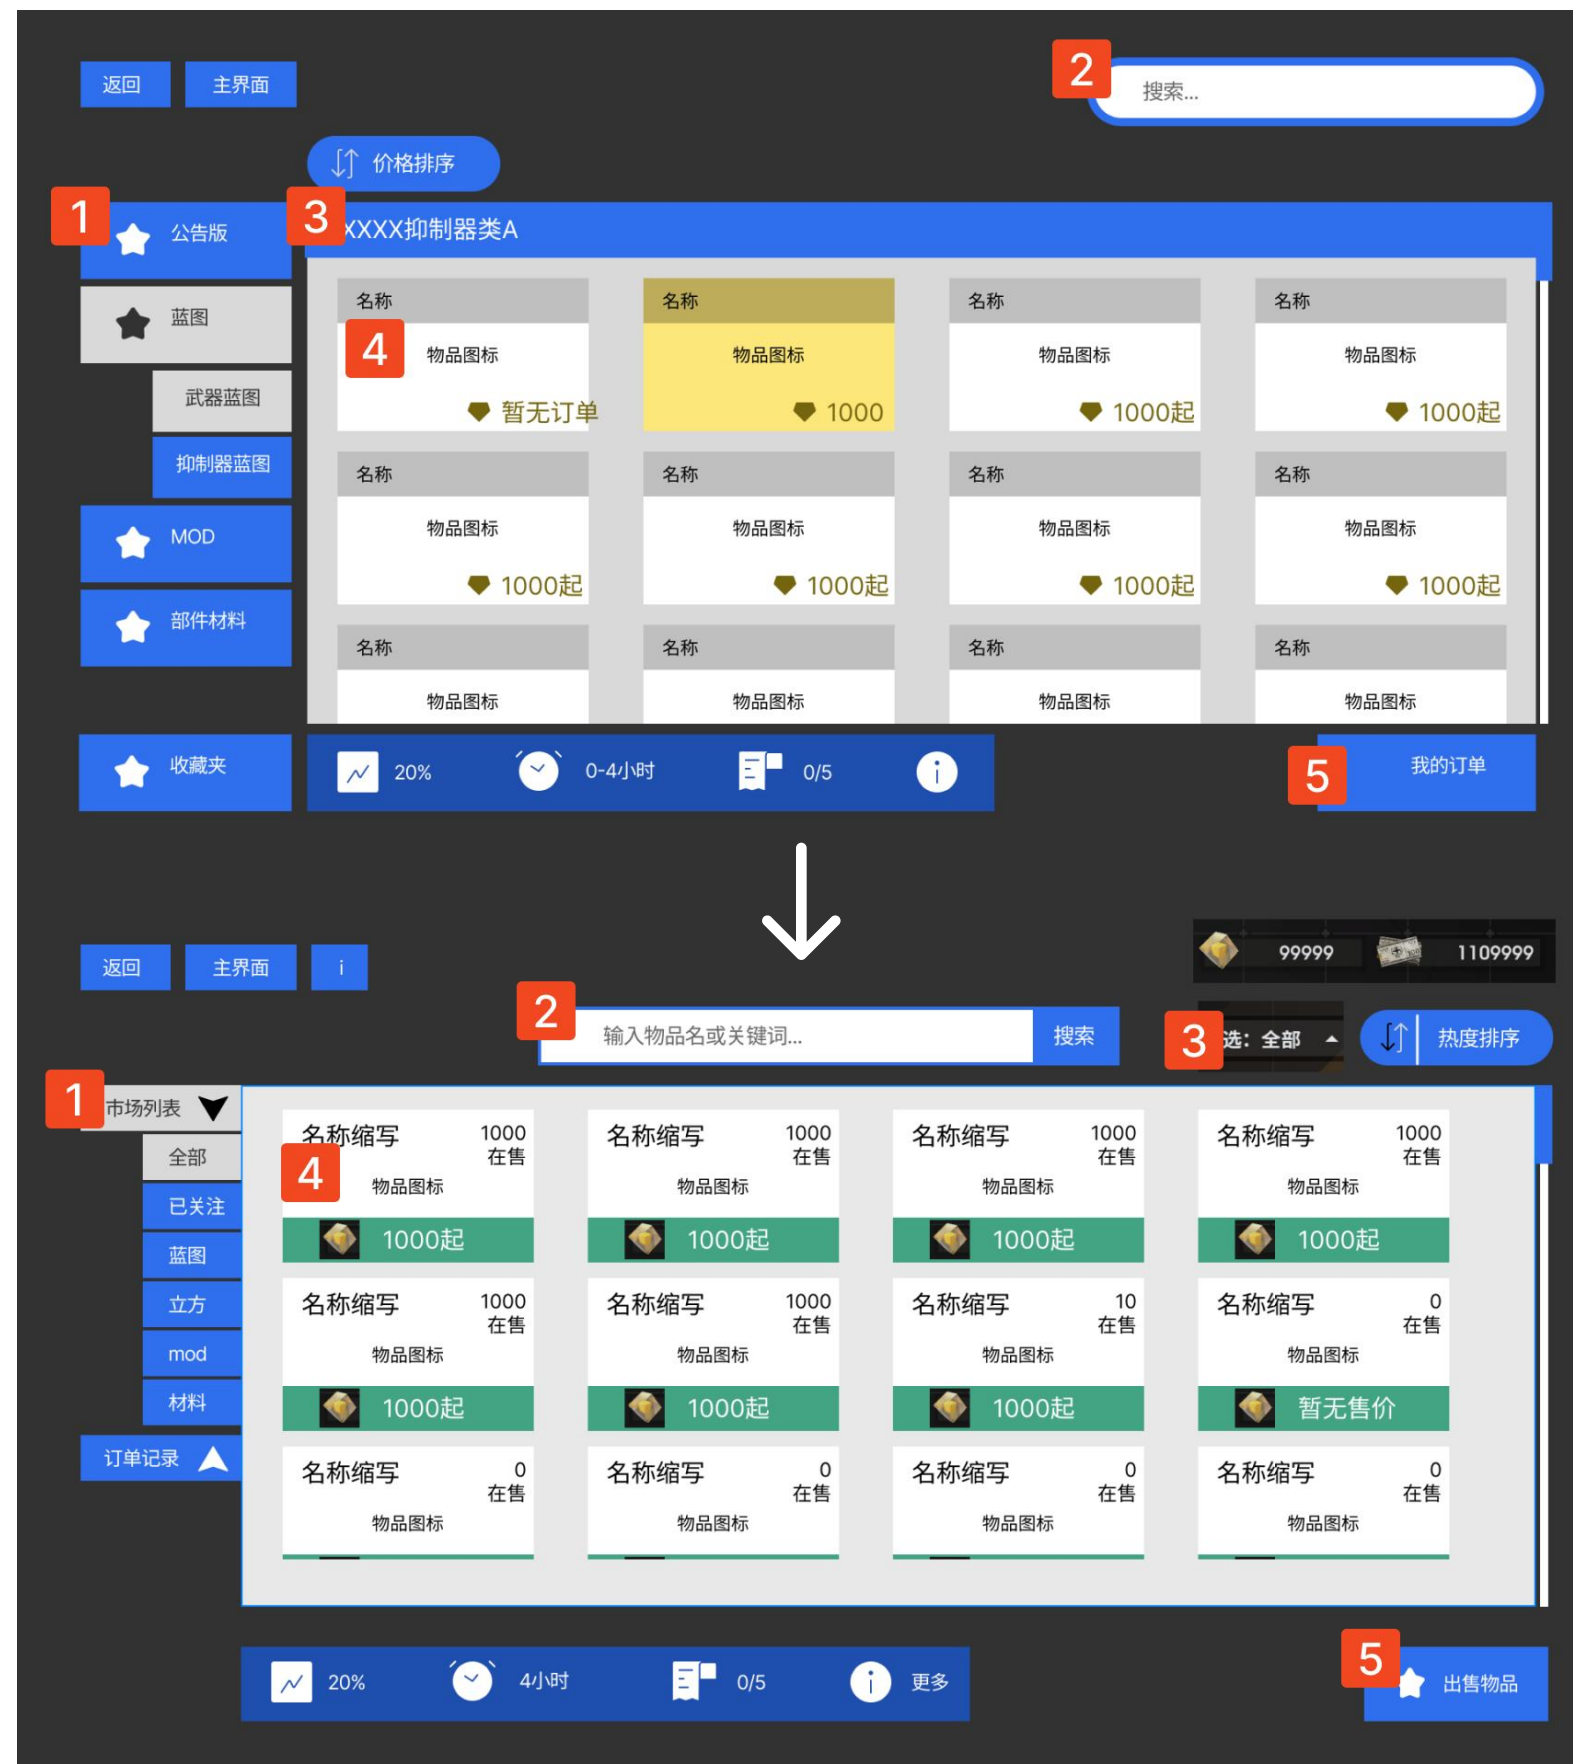 返回
主界面
2
搜索...
价格排序
1
公告版
3
XXXX抑制器类A
蓝图
武器蓝图
抑制器蓝图
MOD
部件材料
收藏夹
名称
名称
名称
名称
4
物品图标
物品图标
物品图标
物品图标
暂无订单
1000
1000起
1000起
名称
名称
名称
名称
物品图标
物品图标
物品图标
物品图标
1000起
1000起
1000起
1000起
名称
名称
名称
名称
物品图标
物品图标
物品图标
物品图标
20%
0-4小时
0/5
i
5
我的订单
返回
主界面
i
99999
1109999
2
输入物品名或关键词...
搜索
3
选：全部
热度排序
1
市场列表
全部
已关注
蓝图
立方
mod
材料
订单记录
名称缩写
1000
在售
名称缩写
1000
在售
名称缩写
1000
在售
名称缩写
1000
在售
4
物品图标
物品图标
物品图标
物品图标
1000起
1000起
1000起
1000起
名称缩写
1000
在售
名称缩写
1000
在售
名称缩写
10
在售
名称缩写
0
在售
物品图标
物品图标
物品图标
物品图标
1000起
1000起
1000起
暂无售价
名称缩写
0
在售
名称缩写
0
在售
名称缩写
0
在售
名称缩写
0
在售
物品图标
物品图标
物品图标
物品图标
20%
4小时
0/5
i
更多
5
出售物品